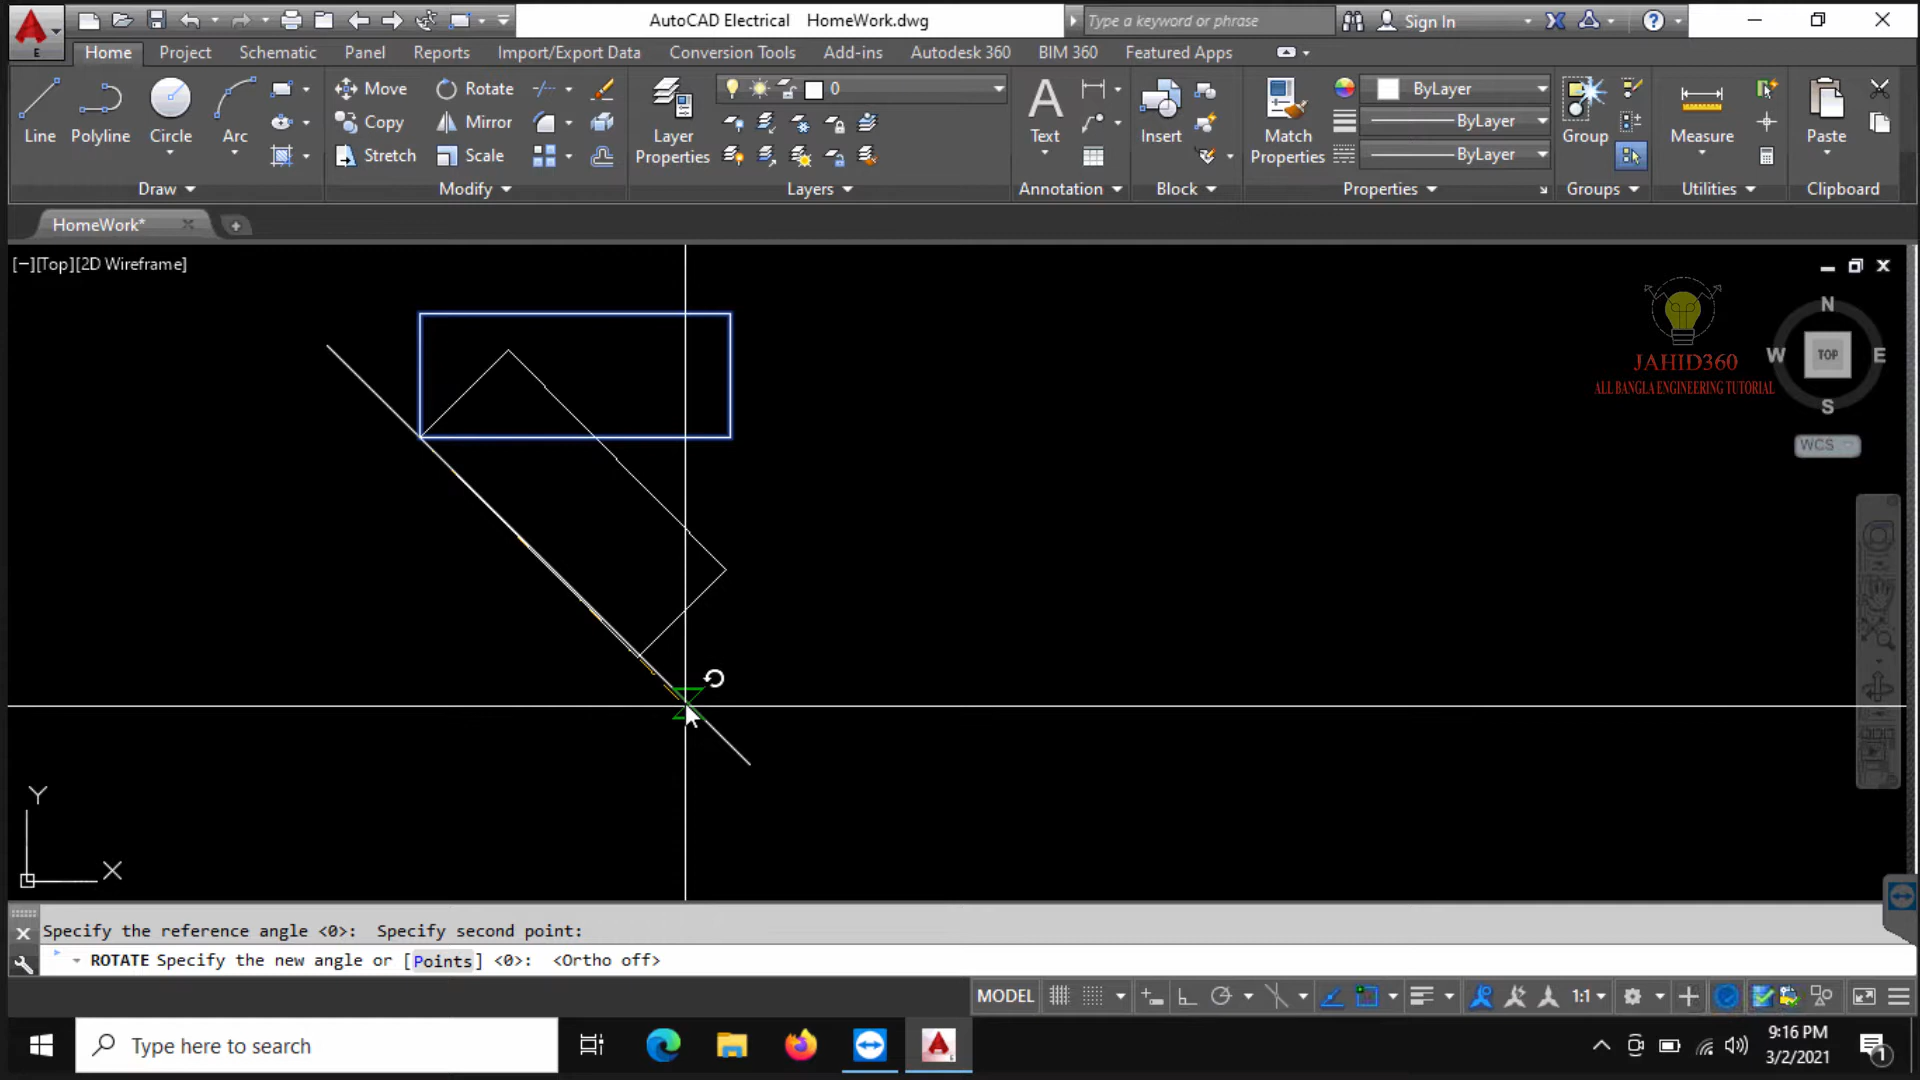 AutoCAD Electrical HomeWork.dwg
Type a keyword or phrase
Sign In
E
Home Project Schematic Panel Reports Import/Export Data Conversion Tools Add-ins Autodesk 360 BIM 360 Featured Apps
Line Polyline Circle Arc
Move Rotate
Copy Mirror
Stretch Scale
Layer Properties
0
Text
Insert
Match Properties
ByLayer
ByLayer
ByLayer
Group
Measure
Paste
Draw Modify Layers Annotation Block Properties Groups Utilities Clipboard
HomeWork*
[−][Top][2D Wireframe]
JAHID360
ALL BANGLA ENGINEERING TUTORIAL
N
W TOP E
S
WCS
Y
X
Specify the reference angle <0>: Specify second point:
ROTATE Specify the new angle or [Points] <0>: <Ortho off>
MODEL
1:1
Type here to search
9:16 PM
3/2/2021
1